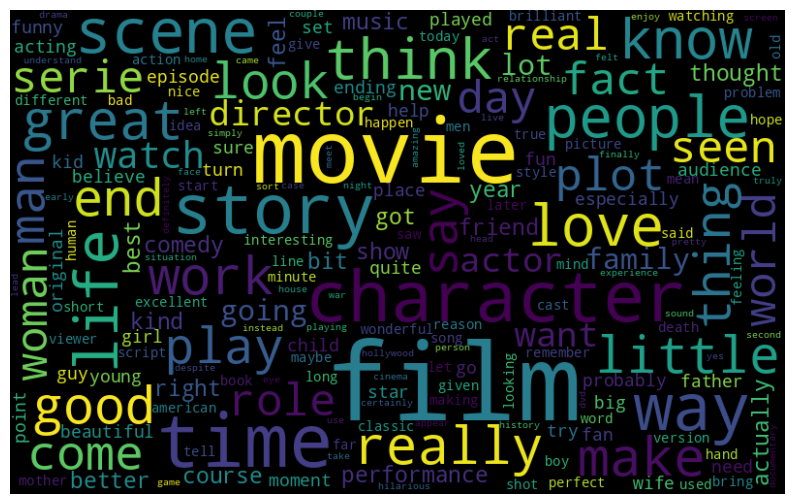 drama couple played brilliant watching enjoy screen
scene feel music set today think real know
funny acting give act lot old
understand home came action look relationship felt thought
serie episode new fact problem
different nice bad ending day begin
great left director help men live people hope
idea happen true picture
simply sure movie amazing loved fun finally seen
watch turn meet style plot audience
man kid face sort case night mean truly
believe start place year especially
early end story say love
definitely got later said thing world
human best friend saw pretty
woman life comedy interesting show actor head family feeling
original situation line bit quite mind experience
work minute character
lead short excellent house war cast sound
going instead playing want death
viewer kind wonderful reason little second
script girl song remember yes
despite hollywood person
play child maybe film
guy young right book eye long let go looking probably father
point good american cinema given way actually
time role star making big
beautiful certainly word documentary
come tell far classic history try fan version
use appear really dvd make hand need
mother better course moment take performance shot boy perfect wife used bring
game hilarious